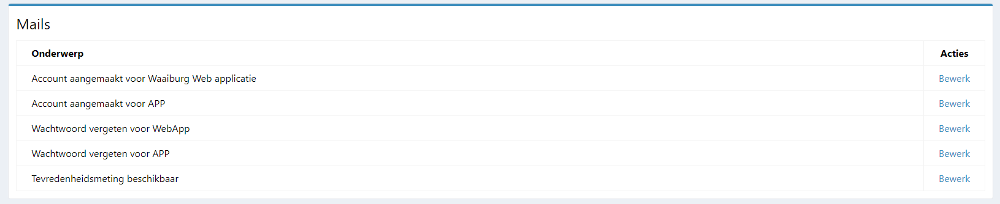 Mails
Onderwerp Acties
Account aangemaakt voor Waaiburg Web applicatie Bewerk
Account aangemaakt voor APP Bewerk
Wachtwoord vergeten voor WebApp Bewerk
Wachtwoord vergeten voor APP Bewerk
Tevredenheidsmeting beschikbaar Bewerk